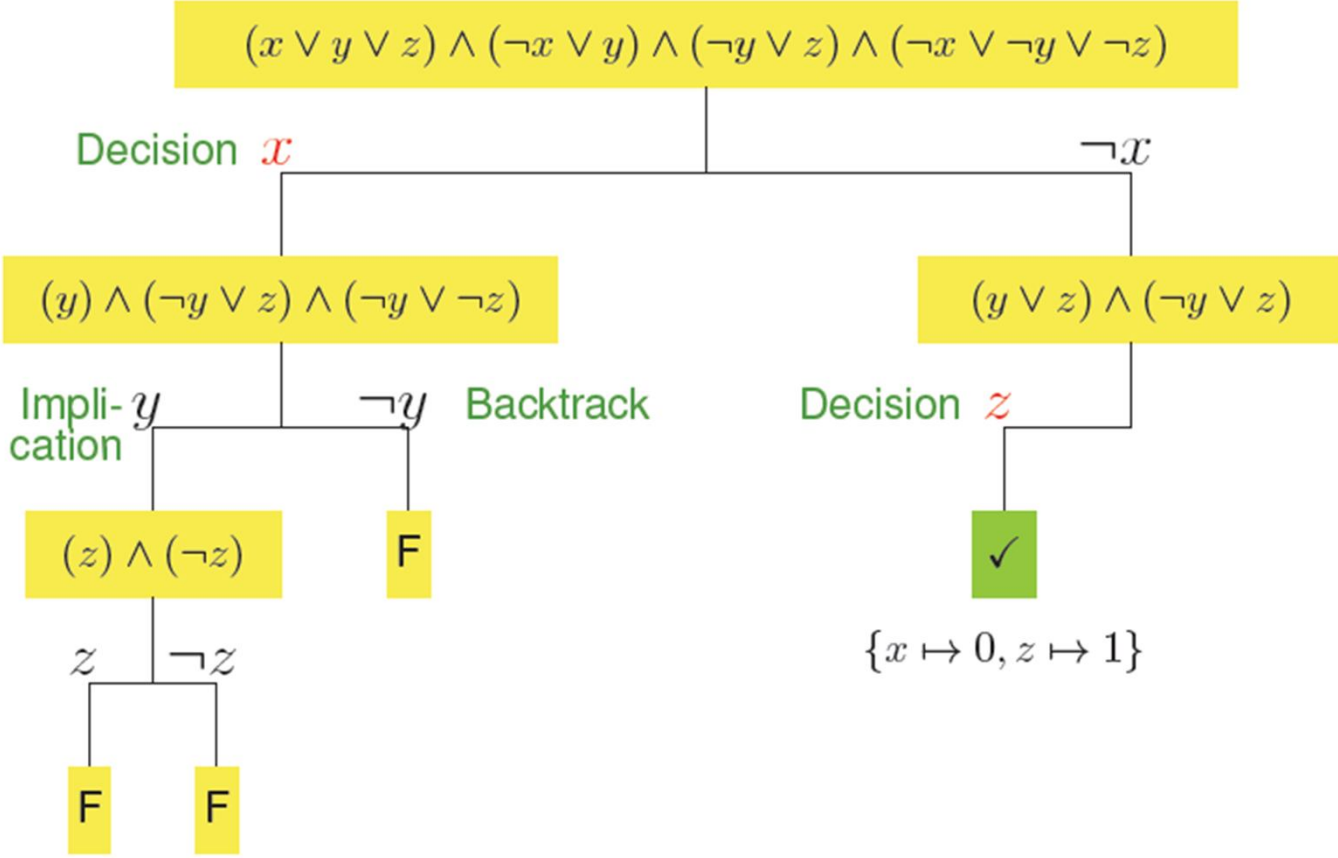 (x ∨ y ∨ z) ∧ (¬x ∨ y) ∧ (¬y ∨ z) ∧ (¬x ∨ ¬y ∨ ¬z)
Decision x
¬x
(y) ∧ (¬y ∨ z) ∧ (¬y ∨ ¬z)
(y ∨ z) ∧ (¬y ∨ z)
Impli-
cation
y
¬y
Backtrack
Decision z
(z) ∧ (¬z)
F
✓
{x ↦ 0, z ↦ 1}
z
¬z
F
F